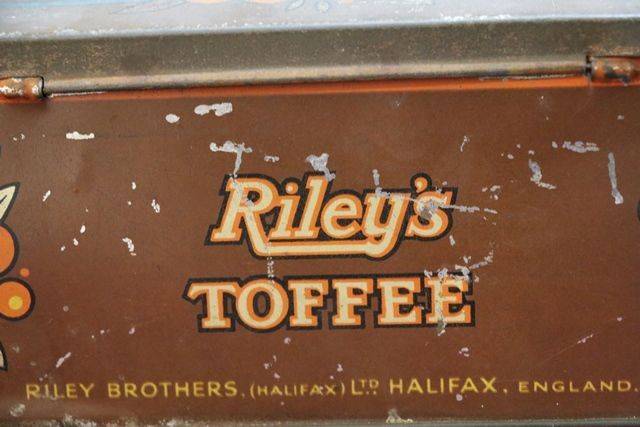 Riley's
TOFFEE
RILEY BROTHERS, (HALIFAX) LTD. HALIFAX. ENGLAND.